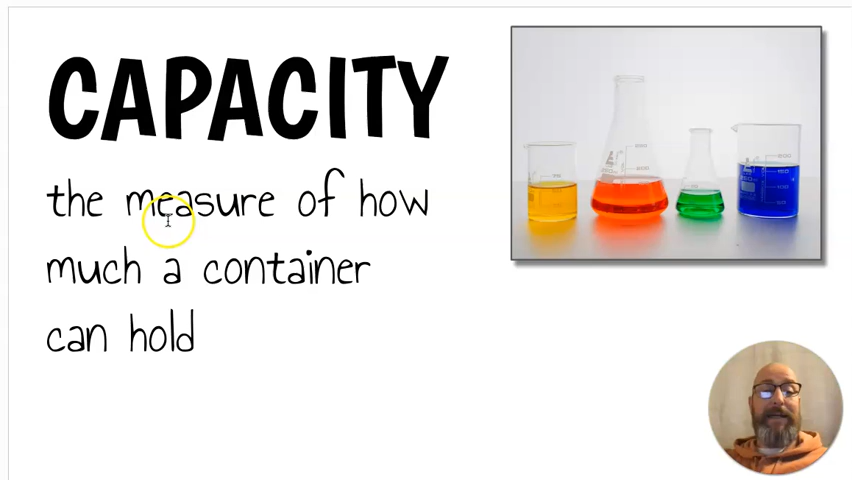 CAPACITY
the measure of how
much a container
can hold